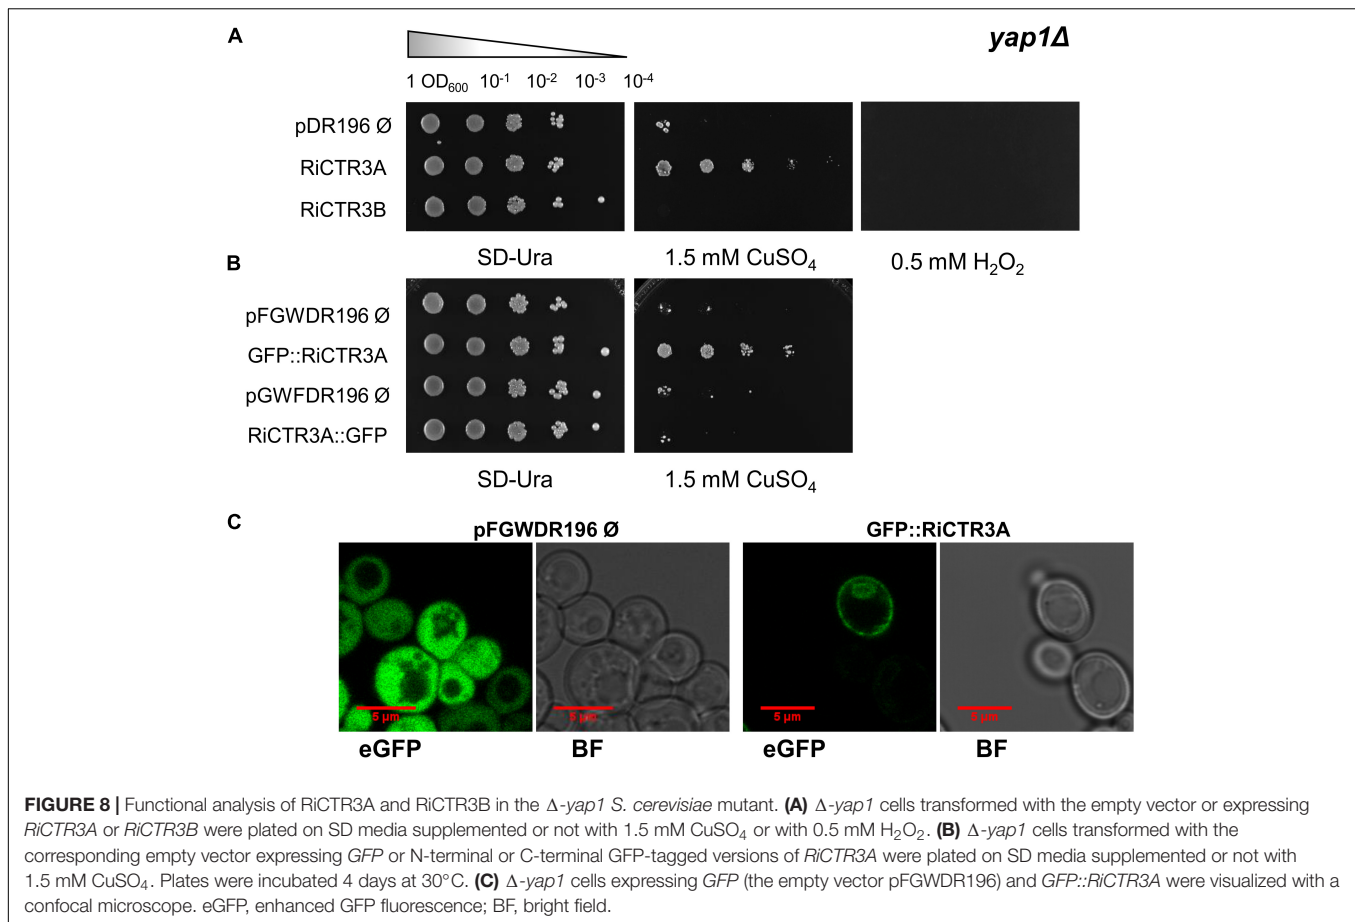 A
yap1Δ
1 OD600 10-1 10-2 10-3 10-4
pDR196 Ø
RiCTR3A
RiCTR3B
SD-Ura 1.5 mM CuSO4 0.5 mM H2O2
B
pFGWDR196 Ø
GFP::RiCTR3A
pGWFDR196 Ø
RiCTR3A::GFP
SD-Ura 1.5 mM CuSO4
C
pFGWDR196 Ø GFP::RiCTR3A
5 µm 5 µm
eGFP BF eGFP BF
FIGURE 8 | Functional analysis of RiCTR3A and RiCTR3B in the Δ-yap1 S. cerevisiae mutant. (A) Δ-yap1 cells transformed with the empty vector or expressing
RiCTR3A or RiCTR3B were plated on SD media supplemented or not with 1.5 mM CuSO4 or with 0.5 mM H2O2. (B) Δ-yap1 cells transformed with the
corresponding empty vector expressing GFP or N-terminal or C-terminal GFP-tagged versions of RiCTR3A were plated on SD media supplemented or not with
1.5 mM CuSO4. Plates were incubated 4 days at 30°C. (C) Δ-yap1 cells expressing GFP (the empty vector pFGWDR196) and GFP::RiCTR3A were visualized with a
confocal microscope. eGFP, enhanced GFP fluorescence; BF, bright field.